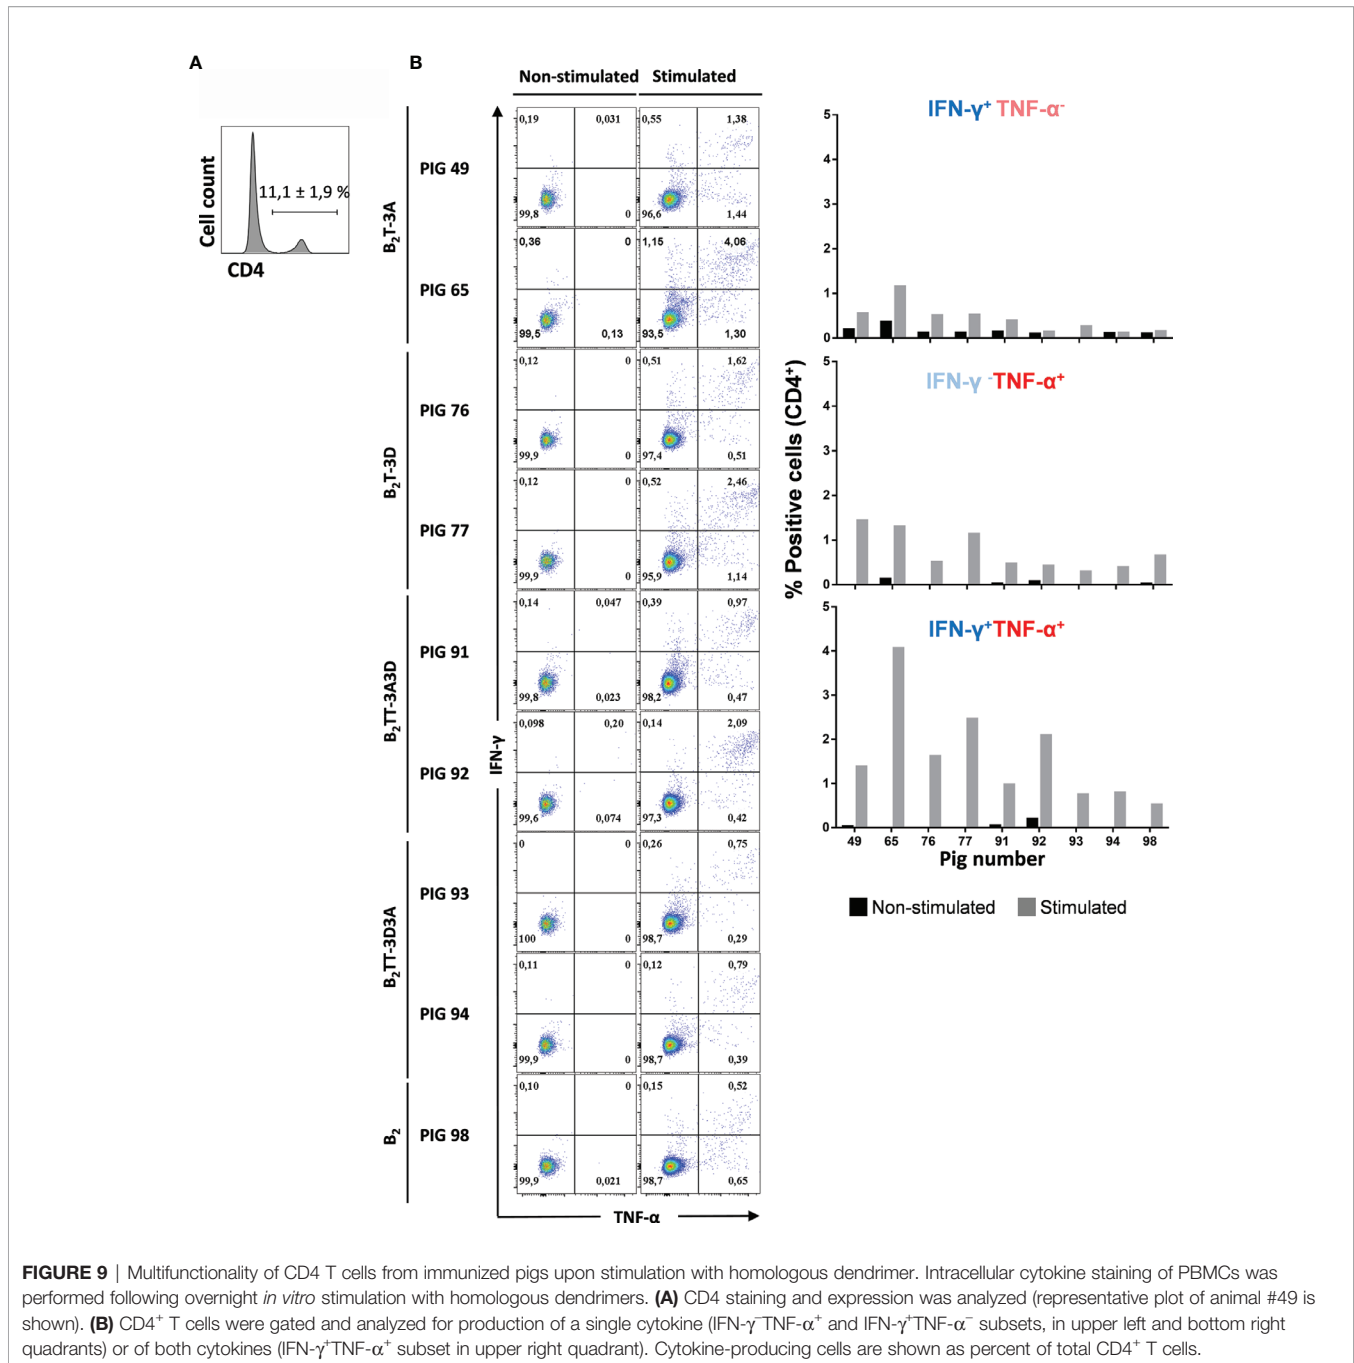 A
B
Non-stimulated Stimulated
Cell count
11,1 ± 1,9 %
CD4
B₂T-3A
PIG 49
0,19 0,031 0,55 1,38
99,8 0 96,6 1,44
PIG 65
0,36 0 1,15 4,06
99,5 0,13 93,5 1,30
B₂T-3D
PIG 76
0,12 0 0,51 1,62
99,9 0 97,4 0,51
PIG 77
0,12 0 0,52 2,46
99,9 0 95,9 1,14
B₂TT-3A3D
PIG 91
0,14 0,047 0,39 0,97
99,8 0,023 98,2 0,47
PIG 92
0,098 0,20 0,14 2,09
99,6 0,074 97,3 0,42
B₂TT-3D3A
PIG 93
0 0 0,26 0,75
100 0 98,7 0,29
PIG 94
0,11 0 0,12 0,79
99,9 0 98,7 0,39
B₂
PIG 98
0,10 0 0,15 0,52
99,9 0,021 98,7 0,65
IFN-γ
TNF-α
% Positive cells (CD4⁺)
IFN-γ⁺ TNF-α⁻
5
4
3
2
1
0
IFN-γ ⁻TNF-α⁺
5
4
3
2
1
0
IFN-γ⁺TNF-α⁺
5
4
3
2
1
0
49 65 76 77 91 92 93 94 98
Pig number
Non-stimulated Stimulated
FIGURE 9 | Multifunctionality of CD4 T cells from immunized pigs upon stimulation with homologous dendrimer. Intracellular cytokine staining of PBMCs was
performed following overnight in vitro stimulation with homologous dendrimers. (A) CD4 staining and expression was analyzed (representative plot of animal #49 is
shown). (B) CD4⁺ T cells were gated and analyzed for production of a single cytokine (IFN-γ⁻TNF-α⁺ and IFN-γ⁺TNF-α⁻ subsets, in upper left and bottom right
quadrants) or of both cytokines (IFN-γ⁺TNF-α⁺ subset in upper right quadrant). Cytokine-producing cells are shown as percent of total CD4⁺ T cells.